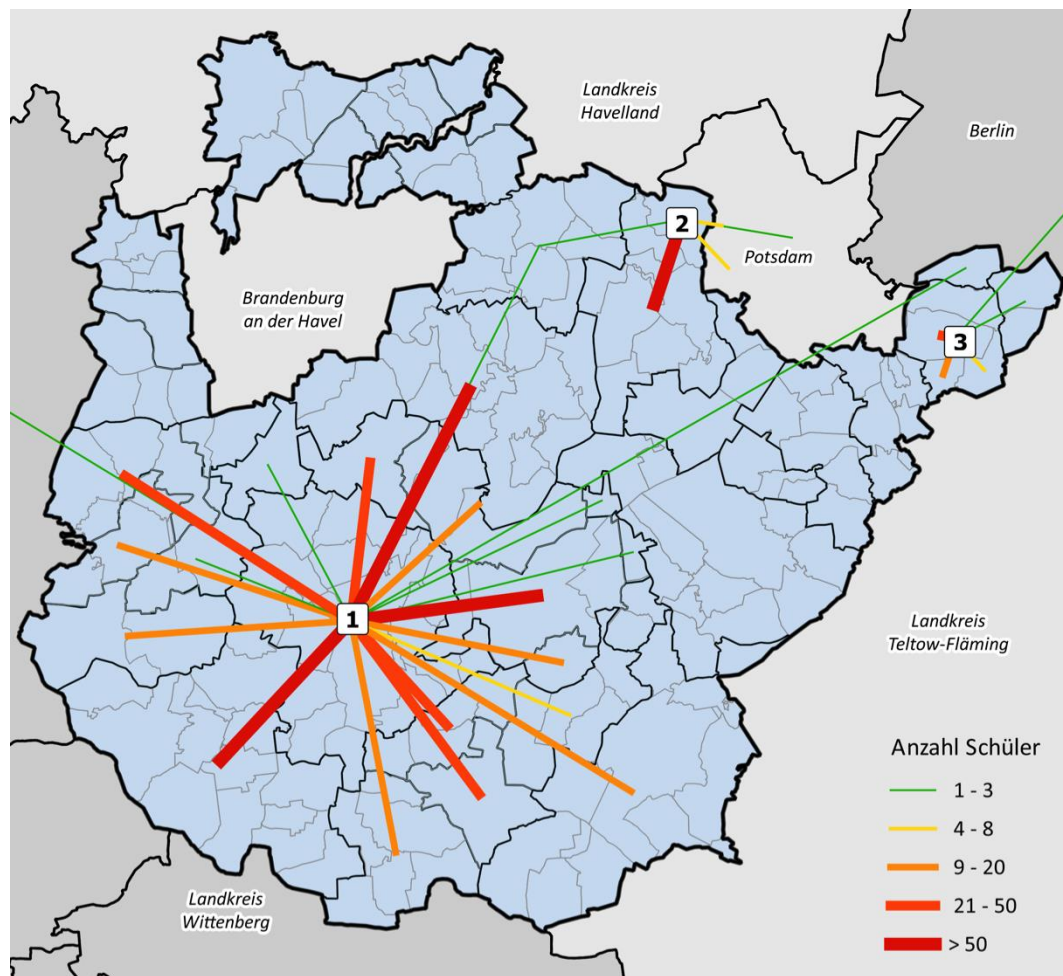 Landkreis
Havelland
Berlin
2
Potsdam
Brandenburg
an der Havel
3
1
Landkreis
Teltow-Fläming
Landkreis
Wittenberg
Anzahl Schüler
1 - 3
4 - 8
9 - 20
21 - 50
> 50